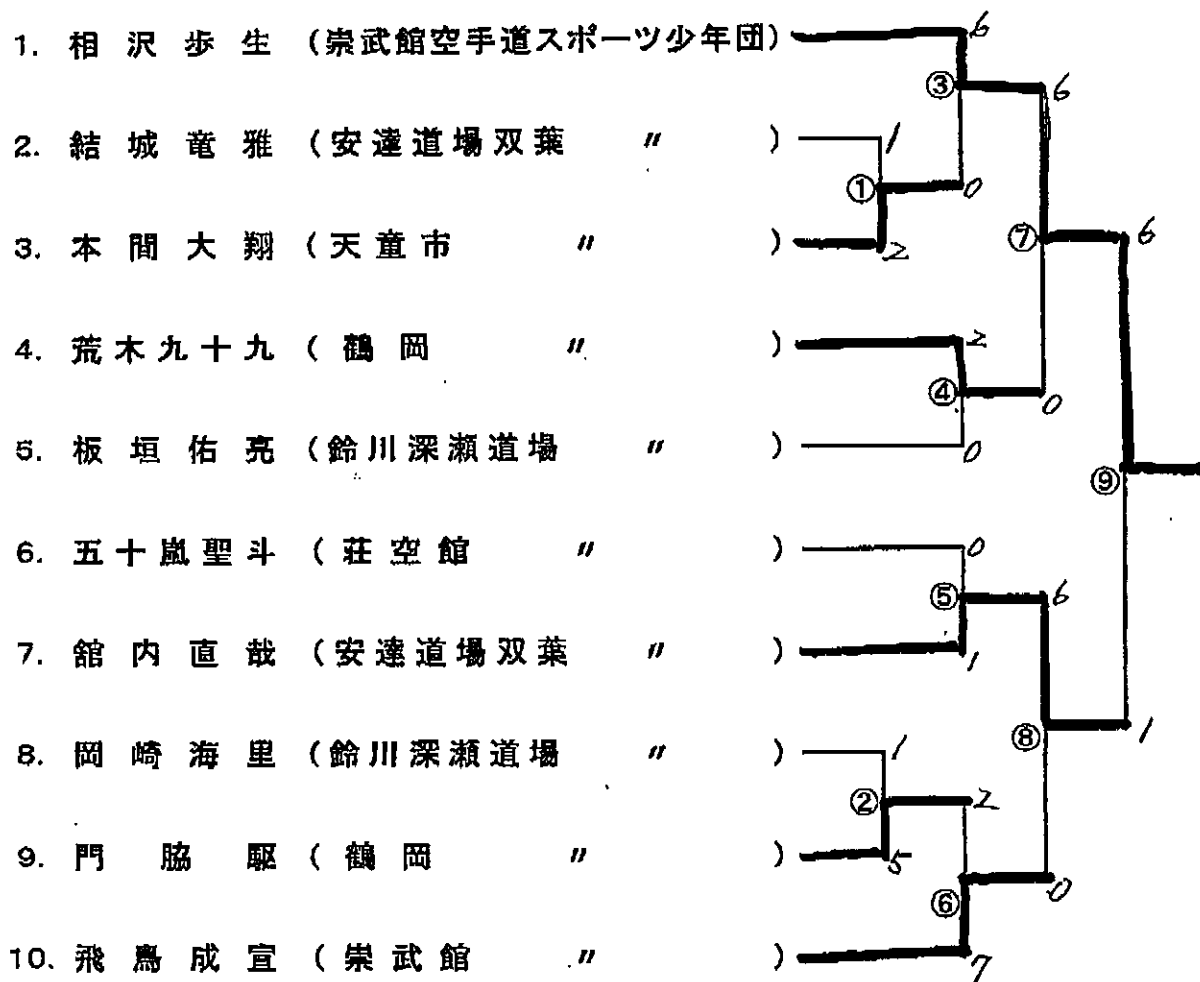 1. 相沢歩生 (崇武館空手道スポーツ少年団) 6
③ 6
2. 結城竜雅 (安達道場双葉 〃 ) 1
① 0
3. 本間大翔 (天童市 〃 ) 2
⑦ 6
4. 荒木九十九 (鶴岡 〃 ) 2
④ 0
5. 板垣佑亮 (鈴川深瀬道場 〃 ) 0
⑨
6. 五十嵐聖斗 (荘空館 〃 ) 0
⑤ 6
7. 舘内直哉 (安達道場双葉 〃 ) 1
⑧ 1
8. 岡崎海里 (鈴川深瀬道場 〃 ) 1
② 2
9. 門脇駆 (鶴岡 〃 ) 5
⑥ 0
10. 飛鳥成宣 (崇武館 〃 ) 7